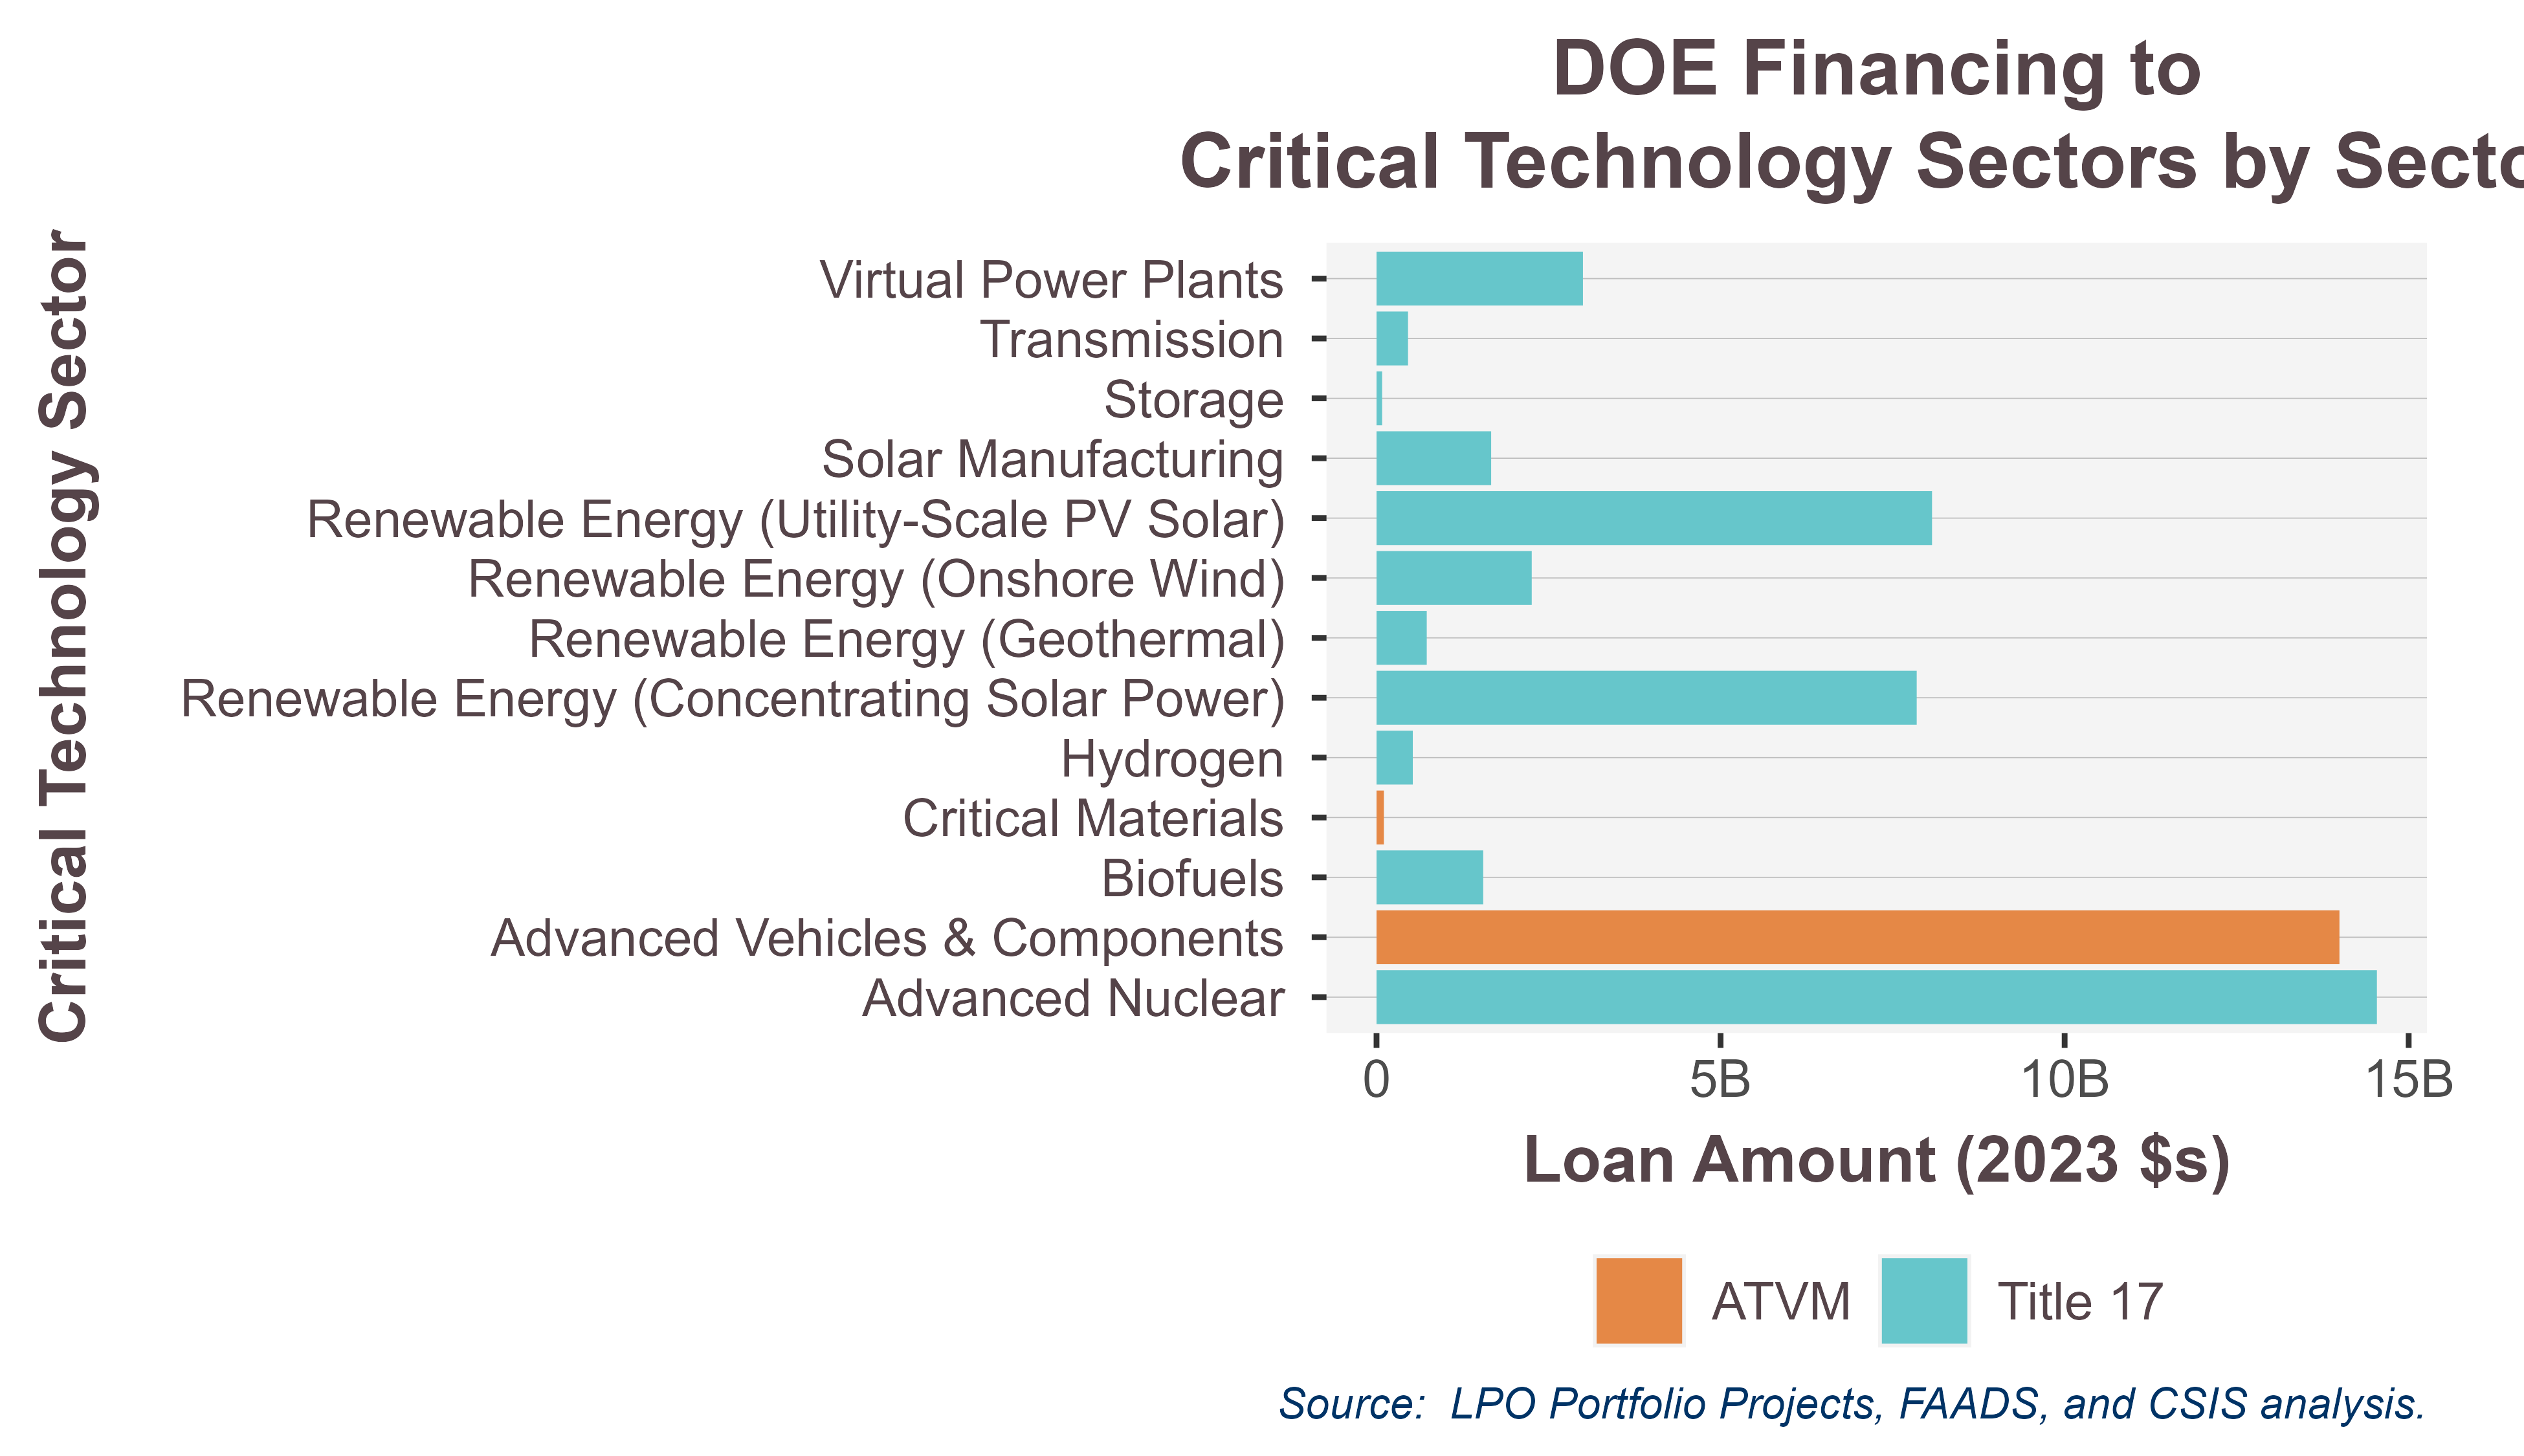 DOE Financing to
Critical Technology Sectors by Secto
Critical Technology Sector
Virtual Power Plants
Transmission
Storage
Solar Manufacturing
Renewable Energy (Utility-Scale PV Solar)
Renewable Energy (Onshore Wind)
Renewable Energy (Geothermal)
Renewable Energy (Concentrating Solar Power)
Hydrogen
Critical Materials
Biofuels
Advanced Vehicles & Components
Advanced Nuclear
0 5B 10B 15B
Loan Amount (2023 $s)
ATVM Title 17
Source: LPO Portfolio Projects, FAADS, and CSIS analysis.